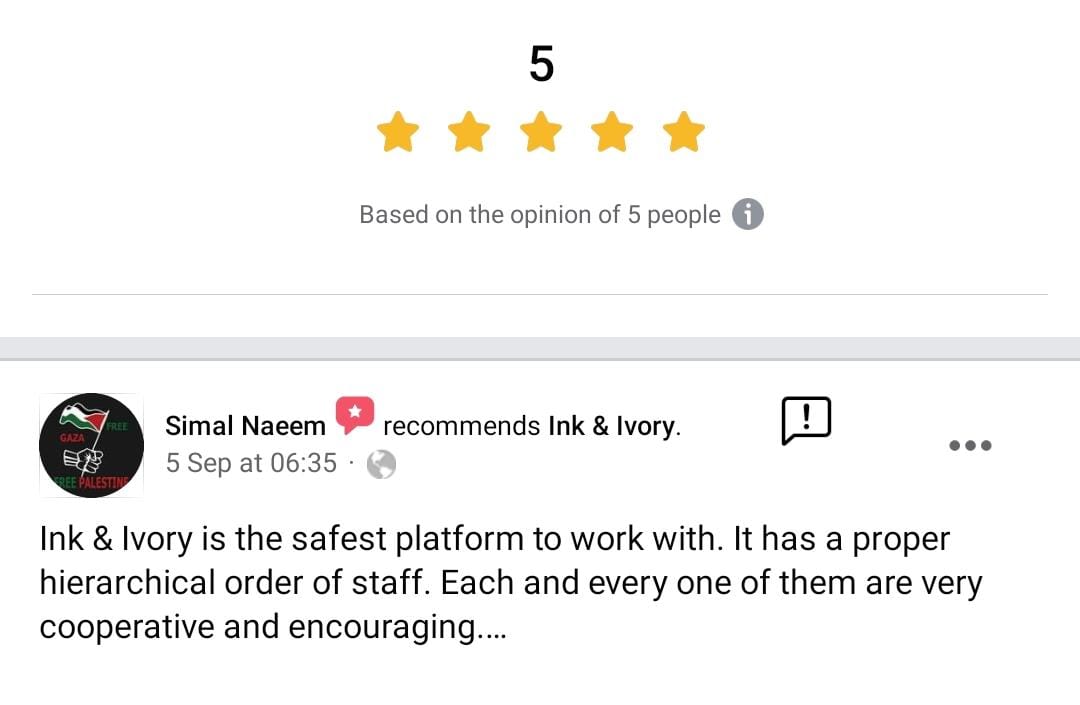 5
Based on the opinion of 5 people
Simal Naeem recommends Ink & Ivory.
5 Sep at 06:35 ·
FREE
GAZA
FREE PALESTINE
Ink & Ivory is the safest platform to work with. It has a proper
hierarchical order of staff. Each and every one of them are very
cooperative and encouraging....